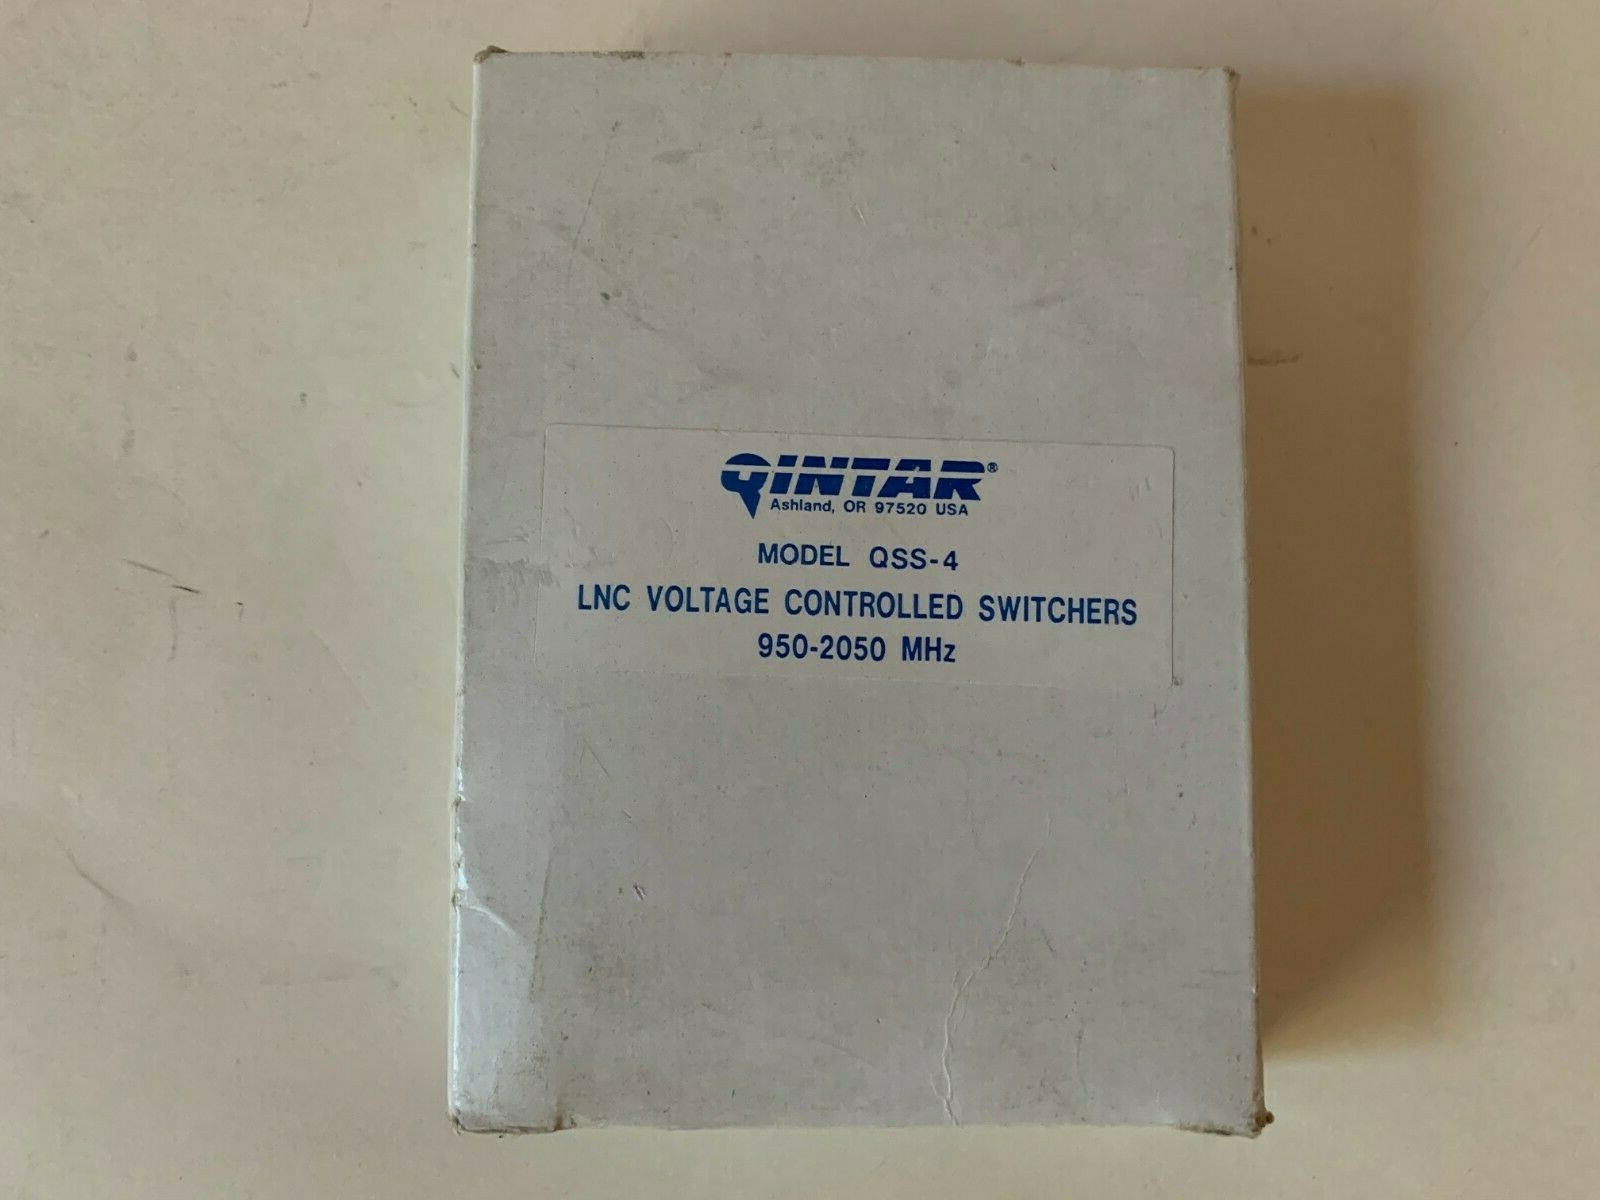 QINTAR®
Ashland, OR 97520 USA
MODEL QSS-4
LNC VOLTAGE CONTROLLED SWITCHERS
950-2050 MHz